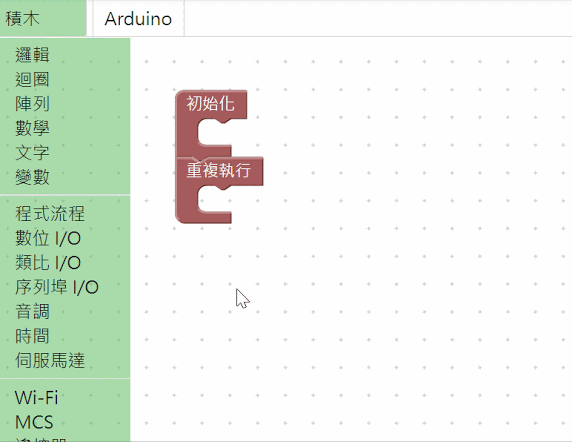 積木
Arduino
邏輯
迴圈
陣列
數學
文字
變數
程式流程
數位 I/O
類比 I/O
序列埠 I/O
音調
時間
伺服馬達
Wi-Fi
MCS
初始化
重複執行